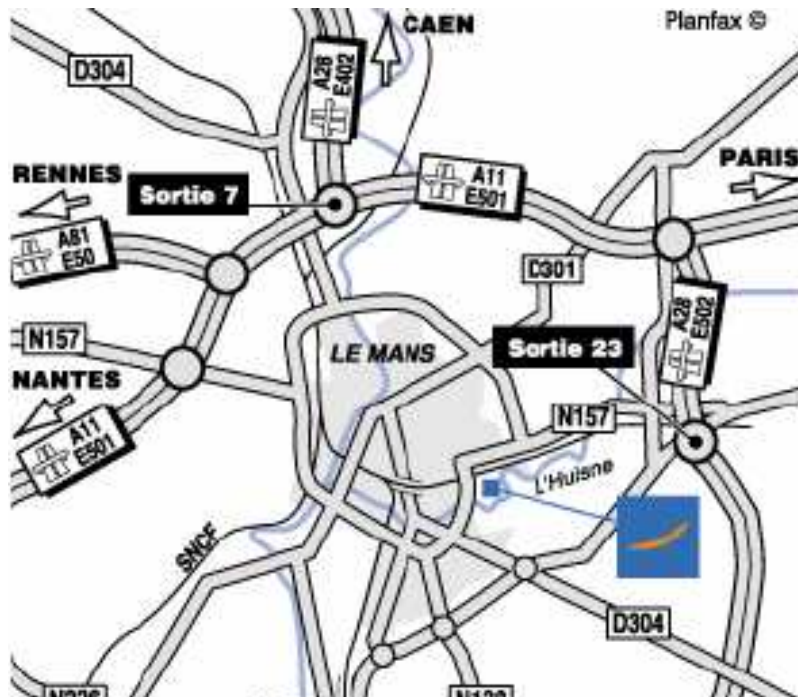 Planfax ©
CAEN
A28
E402
D304
PARIS
RENNES
A11
E501
Sortie 7
A81
E50
D301
A28
E502
N157
LE MANS
Sortie 23
NANTES
N157
A11
E501
L'Huisne
SNCF
D304